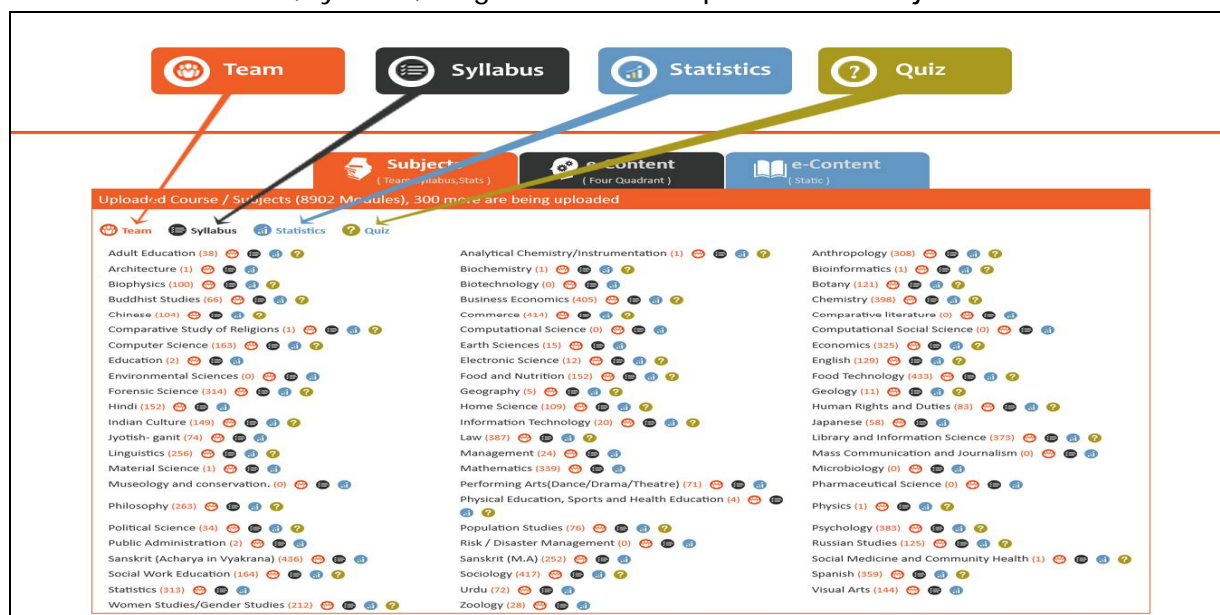 Team Syllabus Statistics Quiz
Subjects e-Content e-Content
(Team,Syllabus,Stats) (Four Quadrant) (Static)
Uploaded Course / Subjects (8902 Modules), 300 more are being uploaded
Team Syllabus Statistics Quiz
Adult Education (38) Analytical Chemistry/Instrumentation (1) Anthropology (308)
Architecture (1) Biochemistry (1) Bioinformatics (1)
Biophysics (100) Biotechnology (0) Botany (121)
Buddhist Studies (66) Business Economics (405) Chemistry (398)
Chinese (104) Commerce (414) Comparative literature (0)
Comparative Study of Religions (1) Computational Science (0) Computational Social Science (0)
Computer Science (163) Earth Sciences (15) Economics (325)
Education (2) Electronic Science (12) English (129)
Environmental Sciences (0) Food and Nutrition (152) Food Technology (433)
Forensic Science (314) Geography (5) Geology (11)
Hindi (152) Home Science (109) Human Rights and Duties (83)
Indian Culture (149) Information Technology (20) Japanese (58)
Jyotish- ganit (74) Law (387) Library and Information Science (373)
Linguistics (256) Management (24) Mass Communication and Journalism (0)
Material Science (1) Mathematics (339) Microbiology (0)
Museology and conservation. (0) Performing Arts(Dance/Drama/Theatre) (71) Pharmaceutical Science (0)
Philosophy (263) Physical Education, Sports and Health Education (4) Physics (1)
Political Science (34) Population Studies (76) Psychology (383)
Public Administration (2) Risk / Disaster Management (0) Russian Studies (125)
Sanskrit (Acharya in Vyakrana) (436) Sanskrit (M.A) (252) Social Medicine and Community Health (1)
Social Work Education (164) Sociology (417) Spanish (359)
Statistics (313) Urdu (72) Visual Arts (144)
Women Studies/Gender Studies (212) Zoology (28)